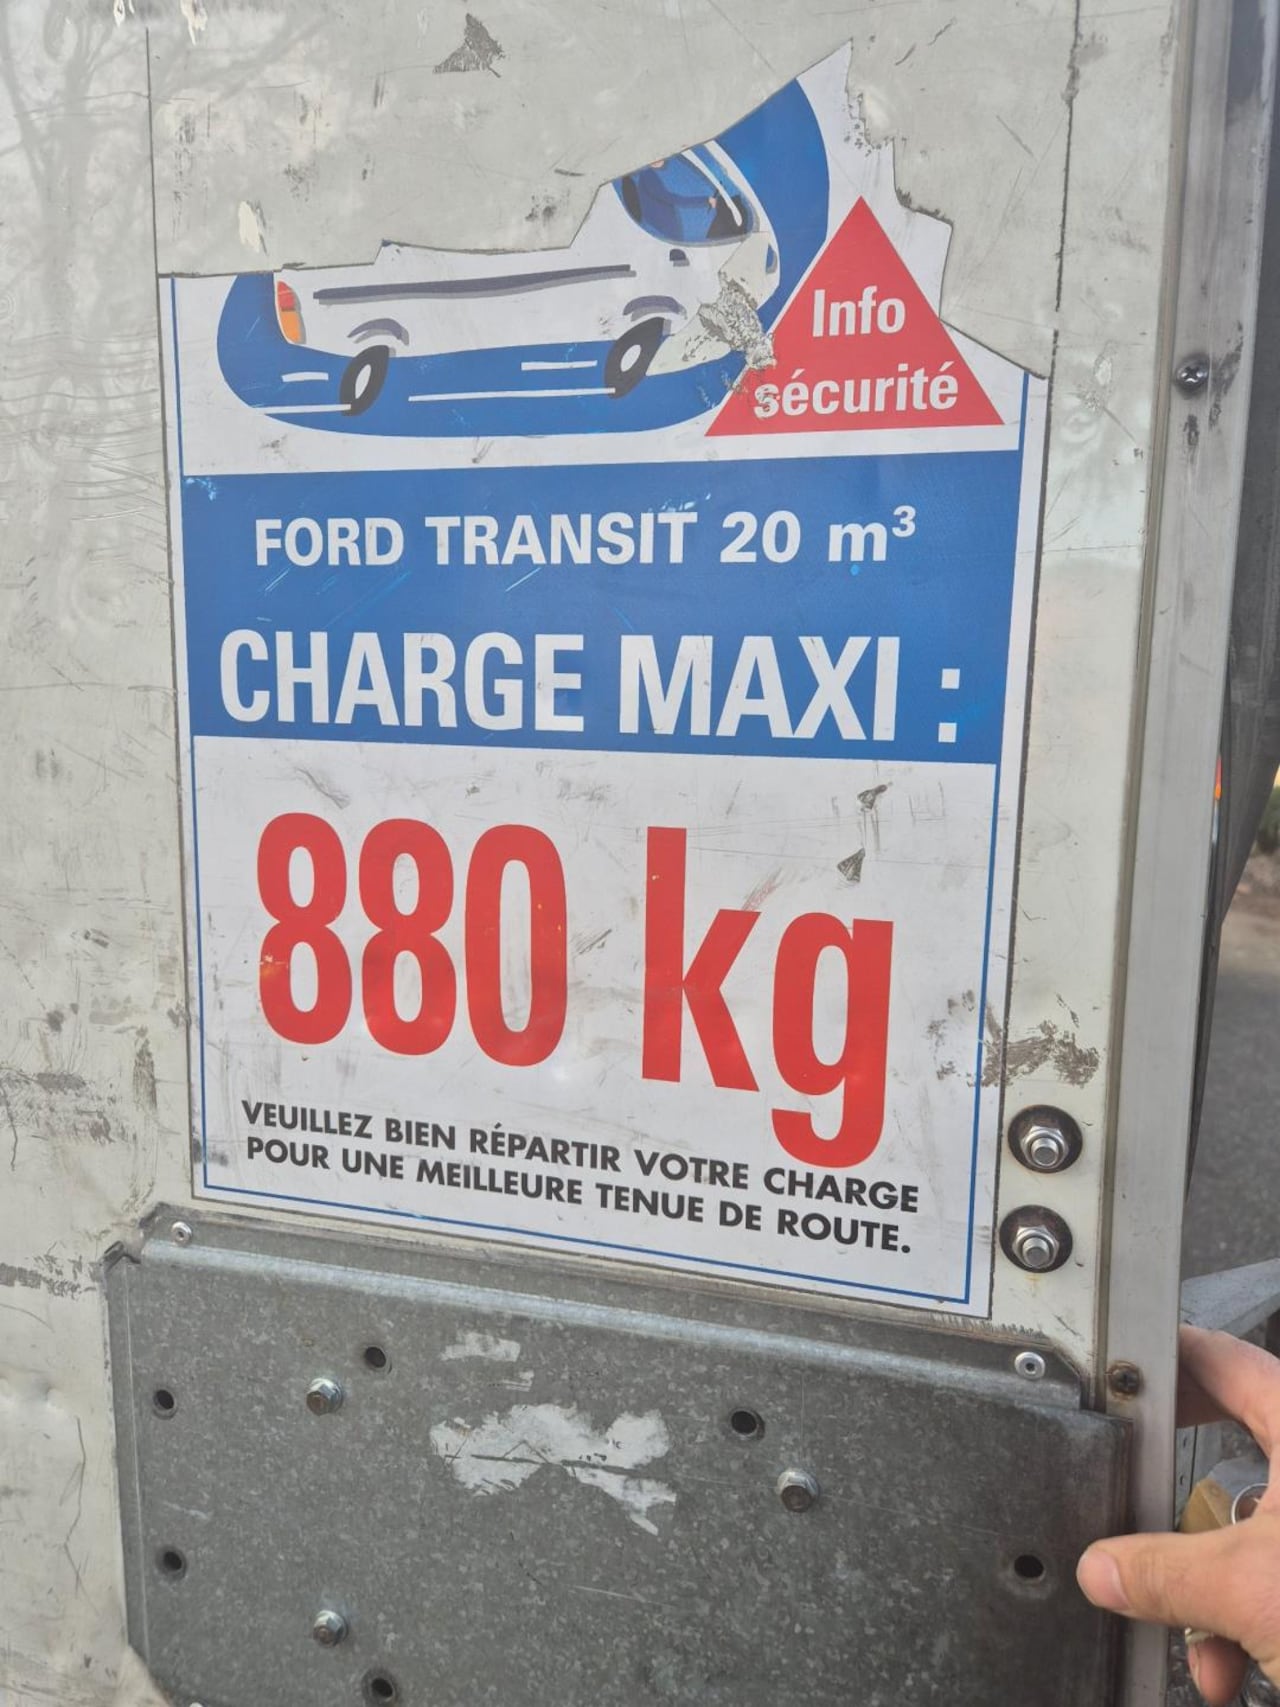 Info
sécurité
FORD TRANSIT 20 m³
CHARGE MAXI :
880 kg
VEUILLEZ BIEN RÉPARTIR VOTRE CHARGE
POUR UNE MEILLEURE TENUE DE ROUTE.